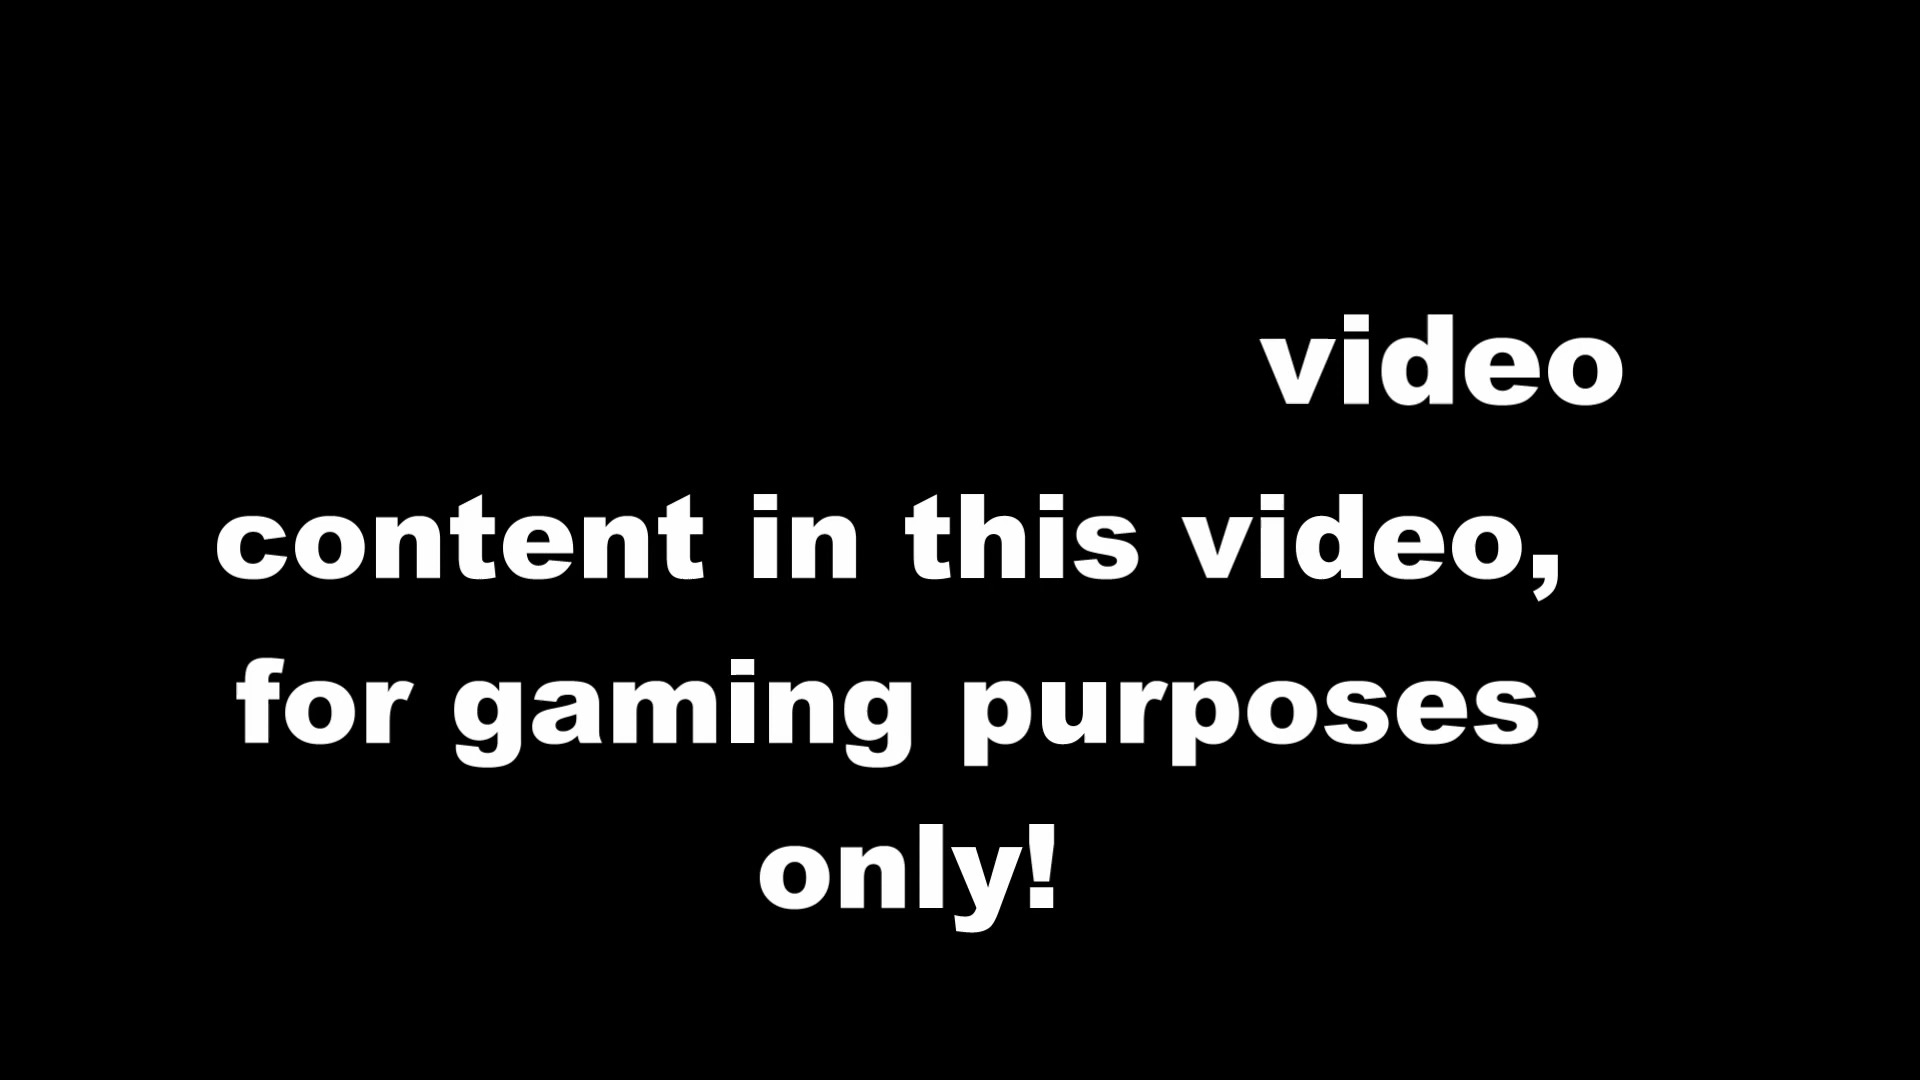 video
content in this video,
for gaming purposes
only!